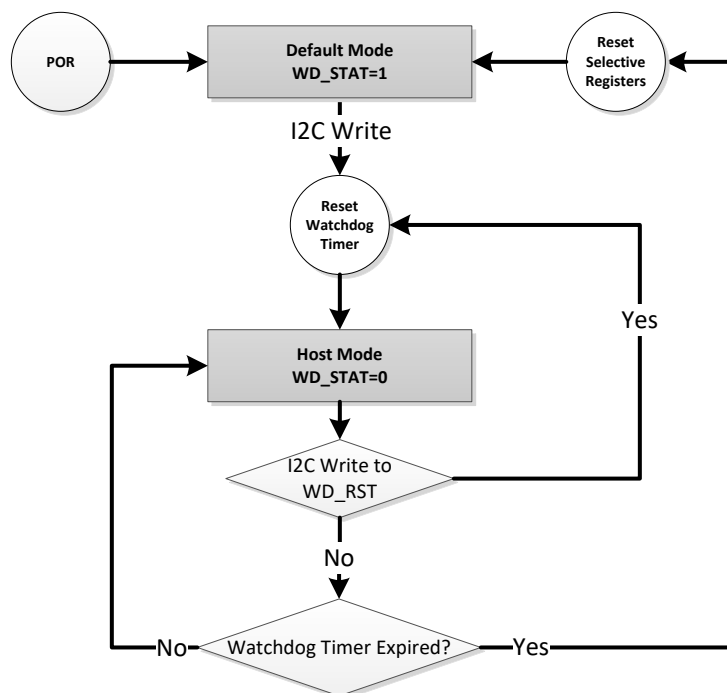 POR
Default Mode
WD_STAT=1
Reset
Selective
Registers
I2C Write
Reset
Watchdog
Timer
Yes
Host Mode
WD_STAT=0
I2C Write to
WD_RST
No
No
Watchdog Timer Expired?
Yes